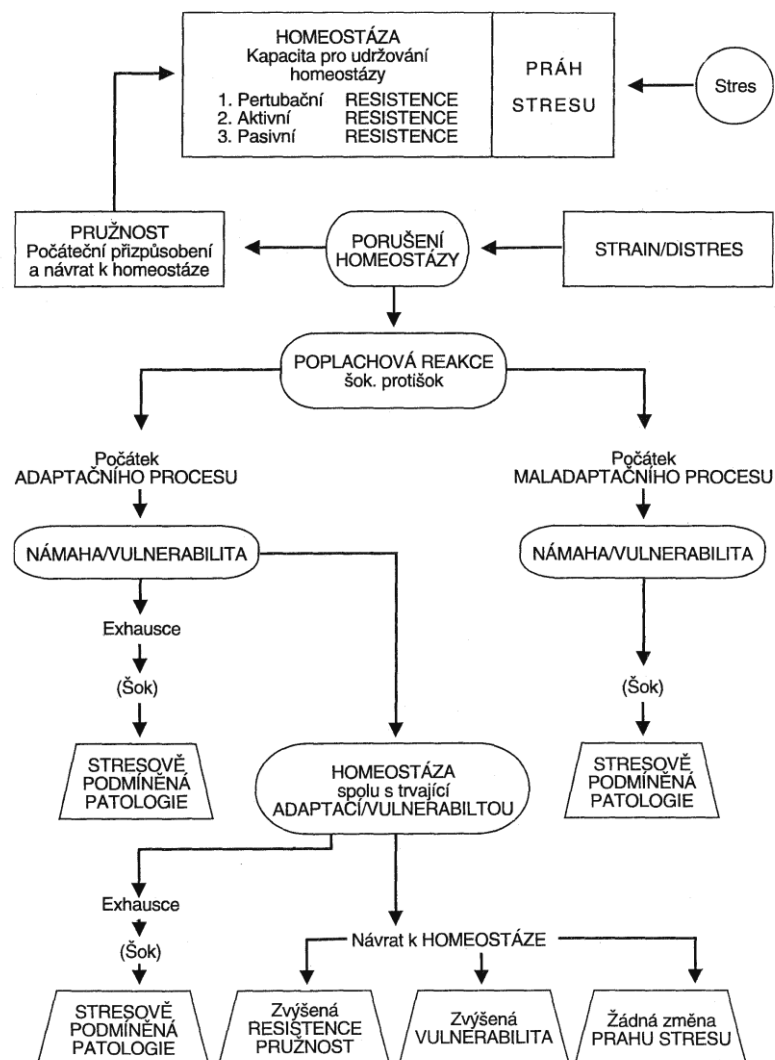 HOMEOSTÁZA
Kapacita pro udržování
homeostázy
1. Pertubační RESISTENCE
2. Aktivní RESISTENCE
3. Pasivní RESISTENCE
PRÁH
STRESU
Stres
PRUŽNOST
Počáteční přizpůsobení
a návrat k homeostáze
PORUŠENÍ
HOMEOSTÁZY
STRAIN/DISTRES
POPLACHOVÁ REAKCE
šok. protišok
Počátek
ADAPTAČNÍHO PROCESU
Počátek
MALADAPTAČNÍHO PROCESU
NÁMAHA/VULNERABILITA
NÁMAHA/VULNERABILITA
Exhausce
(Šok)
(Šok)
STRESOVĚ
PODMÍNĚNÁ
PATOLOGIE
HOMEOSTÁZA
spolu s trvající
ADAPTACÍ/VULNERABILTOU
STRESOVĚ
PODMÍNĚNÁ
PATOLOGIE
Exhausce
(Šok)
Návrat k HOMEOSTÁZE
STRESOVĚ
PODMÍNĚNÁ
PATOLOGIE
Zvýšená
RESISTENCE
PRUŽNOST
Zvýšená
VULNERABILITA
Žádná změna
PRAHU STRESU